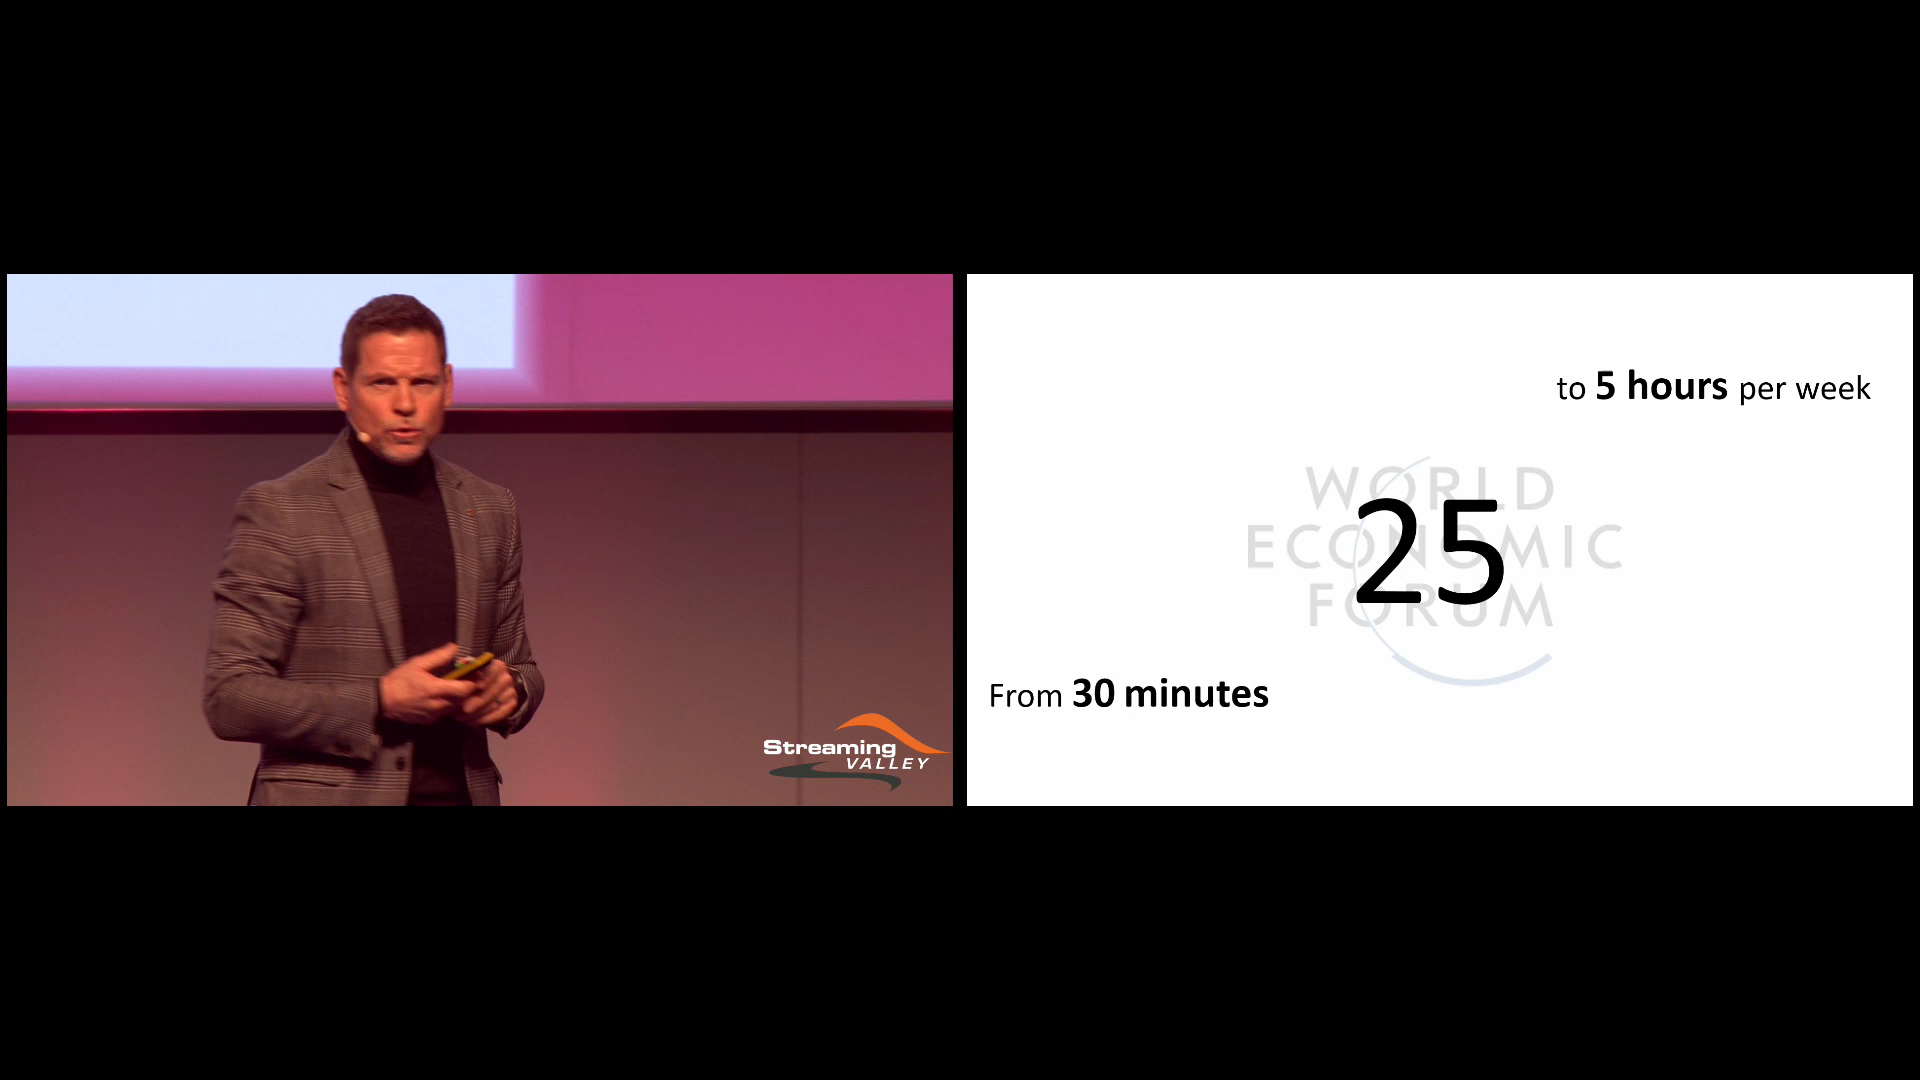 Streaming
VALLEY
to 5 hours per week
WORLD
ECONOMIC
FORUM
25
From 30 minutes